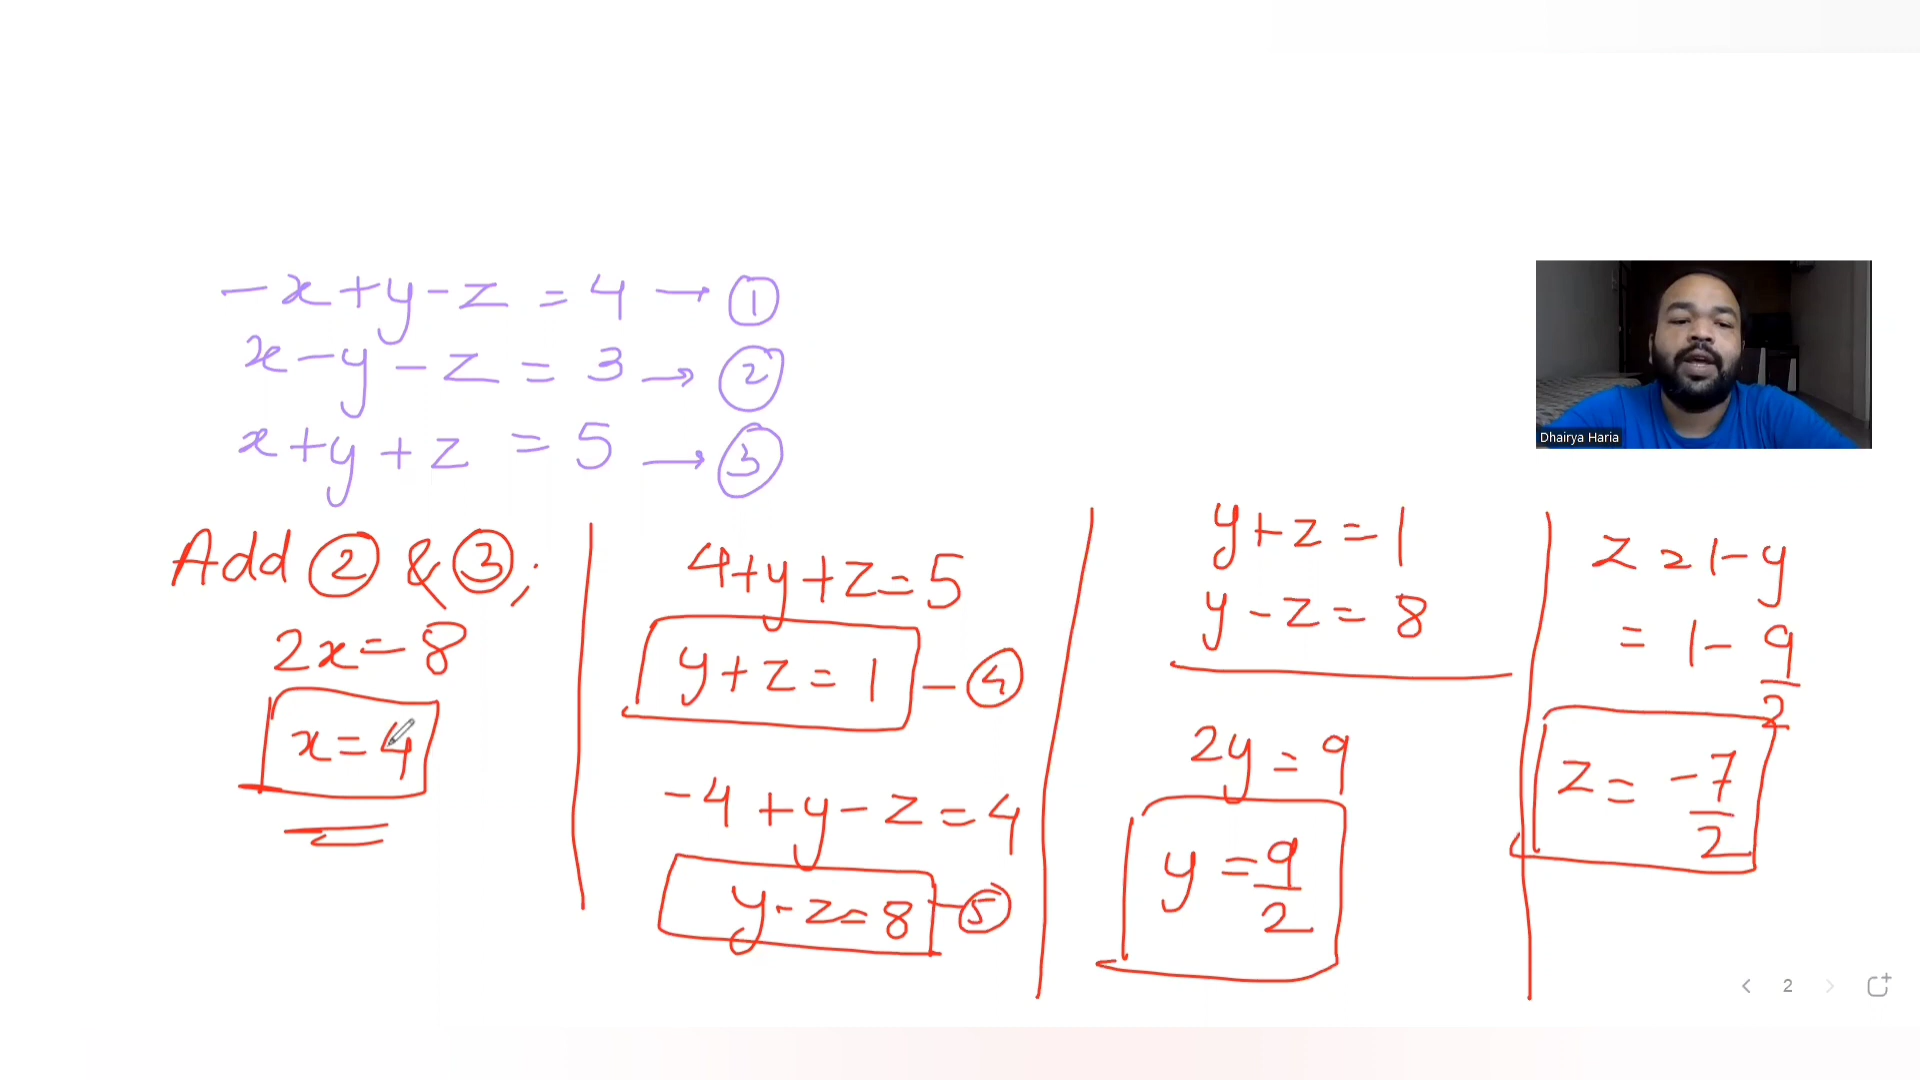 -x+y-z = 4 → ①
x-y-z = 3 → ②
x+y+z = 5 → ③
Add ② & ③;
2x=8
x=4
4+y+z=5
y+z=1 - ④
-4+y-z=4
y-z=8 - ⑤
y+z=1
y-z=8
2y=9
y=9/2
z=1-y
=1-9/2
z=-7/2
Dhairya Haria
2